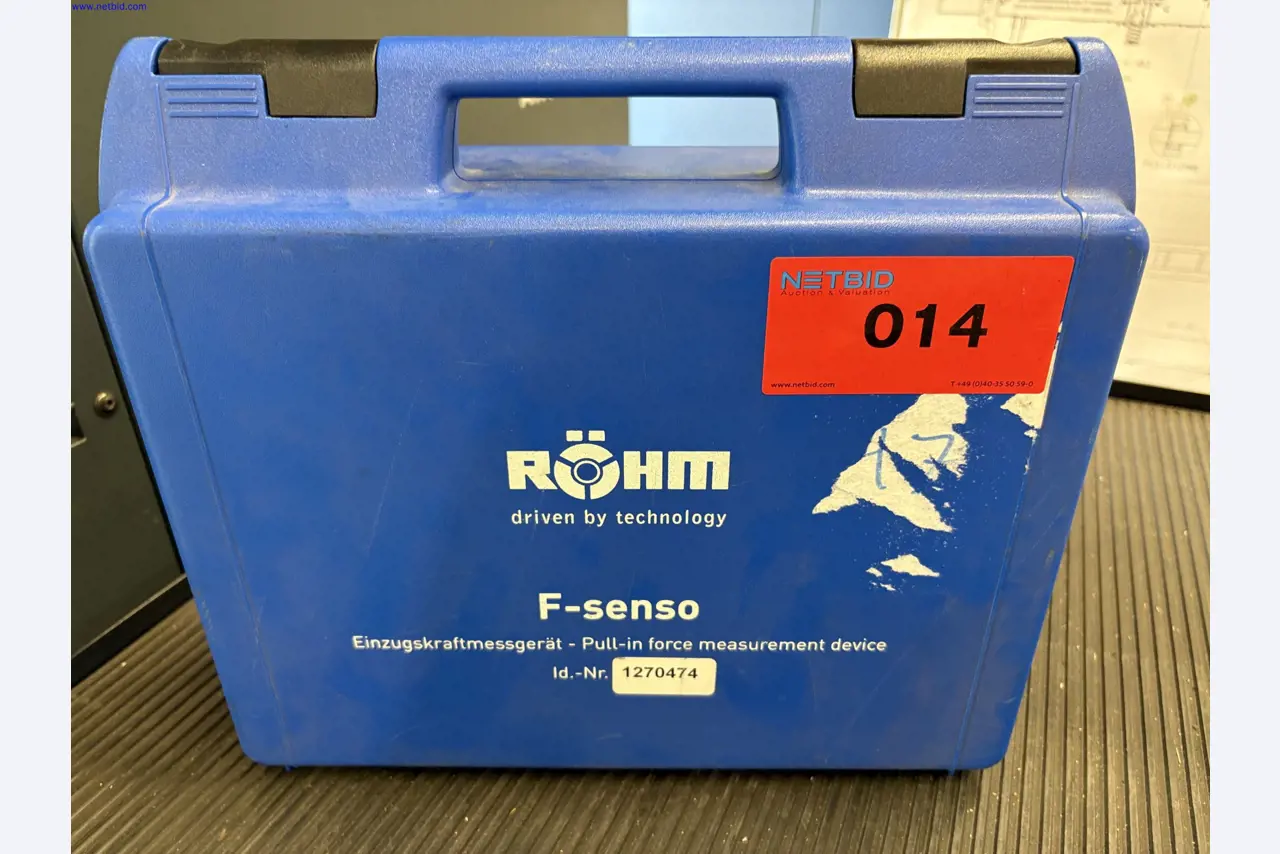 www.netbid.com
NETBID
Auction & Valuation
014
www.netbid.com
T +49 (0)40-35 50 59-0
17
RÖHM
driven by technology
F-senso
Einzugskraftmessgerät - Pull-in force measurement device
Id.-Nr. 1270474